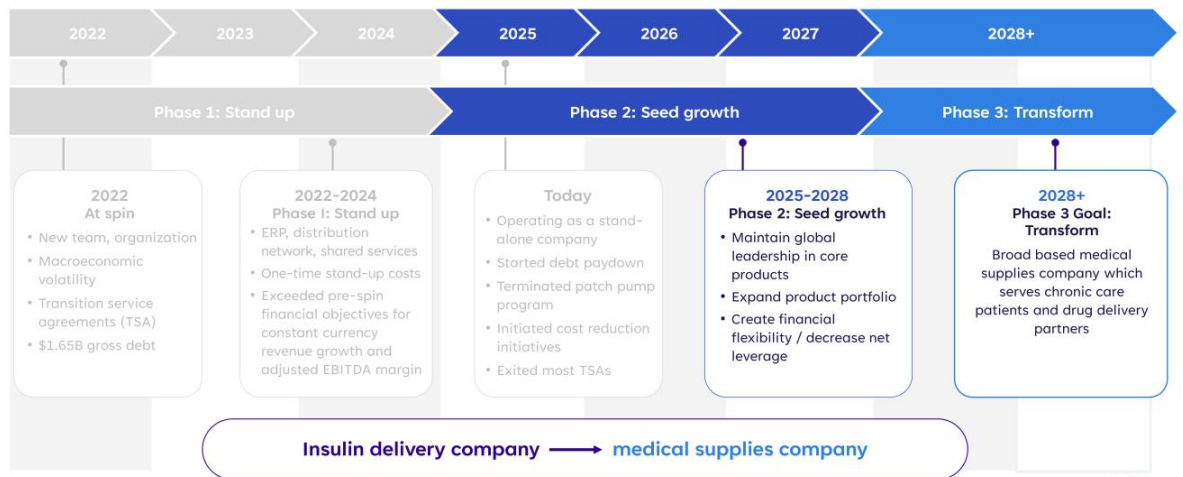 2022
2023
2024
2025
2026
2027
2028+
Phase 1: Stand up
Phase 2: Seed growth
Phase 3: Transform
2022
At spin
• New team, organization
• Macroeconomic
volatility
• Transition service
agreements (TSA)
• $1.65B gross debt
2022-2024
Phase I: Stand up
• ERP, distribution
network, shared services
• One-time stand-up costs
• Exceeded pre-spin
financial objectives for
constant currency
revenue growth and
adjusted EBITDA margin
Today
• Operating as a stand-
alone company
• Started debt paydown
• Terminated patch pump
program
• Initiated cost reduction
initiatives
• Exited most TSAs
2025-2028
Phase 2: Seed growth
• Maintain global
leadership in core
products
• Expand product portfolio
• Create financial
flexibility / decrease net
leverage
2028+
Phase 3 Goal:
Transform
Broad based medical
supplies company which
serves chronic care
patients and drug delivery
partners
Insulin delivery company → medical supplies company